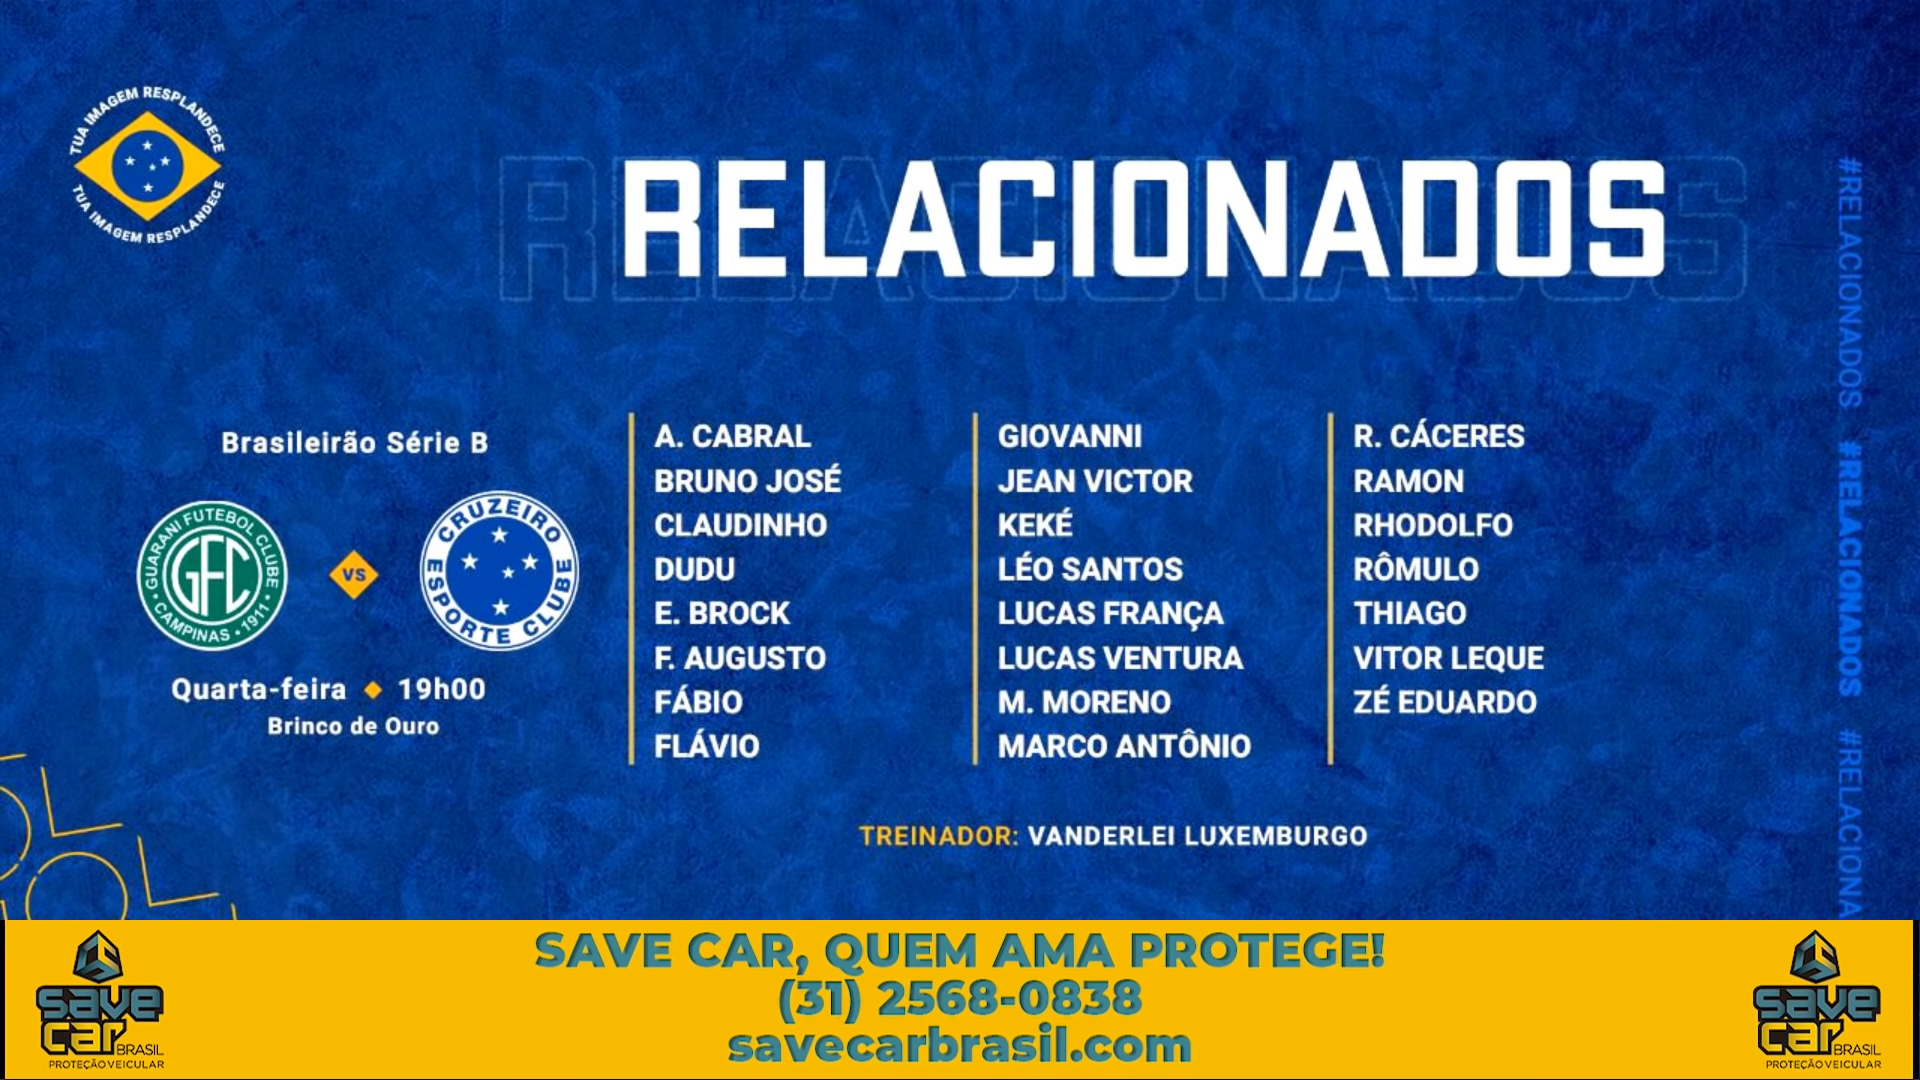 TUA IMAGEM RESPLANDECE
TUA IMAGEM RESPLANDECE
RELACIONADOS
RELACIONADOS
Brasileirão Série B
GUARANI FUTEBOL CLUBE
GFC
CAMPINAS • 1911
VS
CRUZEIRO
ESPORTE CLUBE
Quarta-feira ◆ 19h00
Brinco de Ouro
A. CABRAL
BRUNO JOSÉ
CLAUDINHO
DUDU
E. BROCK
F. AUGUSTO
FÁBIO
FLÁVIO
GIOVANNI
JEAN VICTOR
KEKÉ
LÉO SANTOS
LUCAS FRANÇA
LUCAS VENTURA
M. MORENO
MARCO ANTÔNIO
R. CÁCERES
RAMON
RHODOLFO
RÔMULO
THIAGO
VITOR LEQUE
ZÉ EDUARDO
TREINADOR: VANDERLEI LUXEMBURGO
#RELACIONADOS #RELACIONADOS #RELACIONA
SAVE CAR, QUEM AMA PROTEGE!
(31) 2568-0838
savecarbrasil.com
save
car BRASIL
PROTEÇÃO VEICULAR
save
car BRASIL
PROTEÇÃO VEICULAR